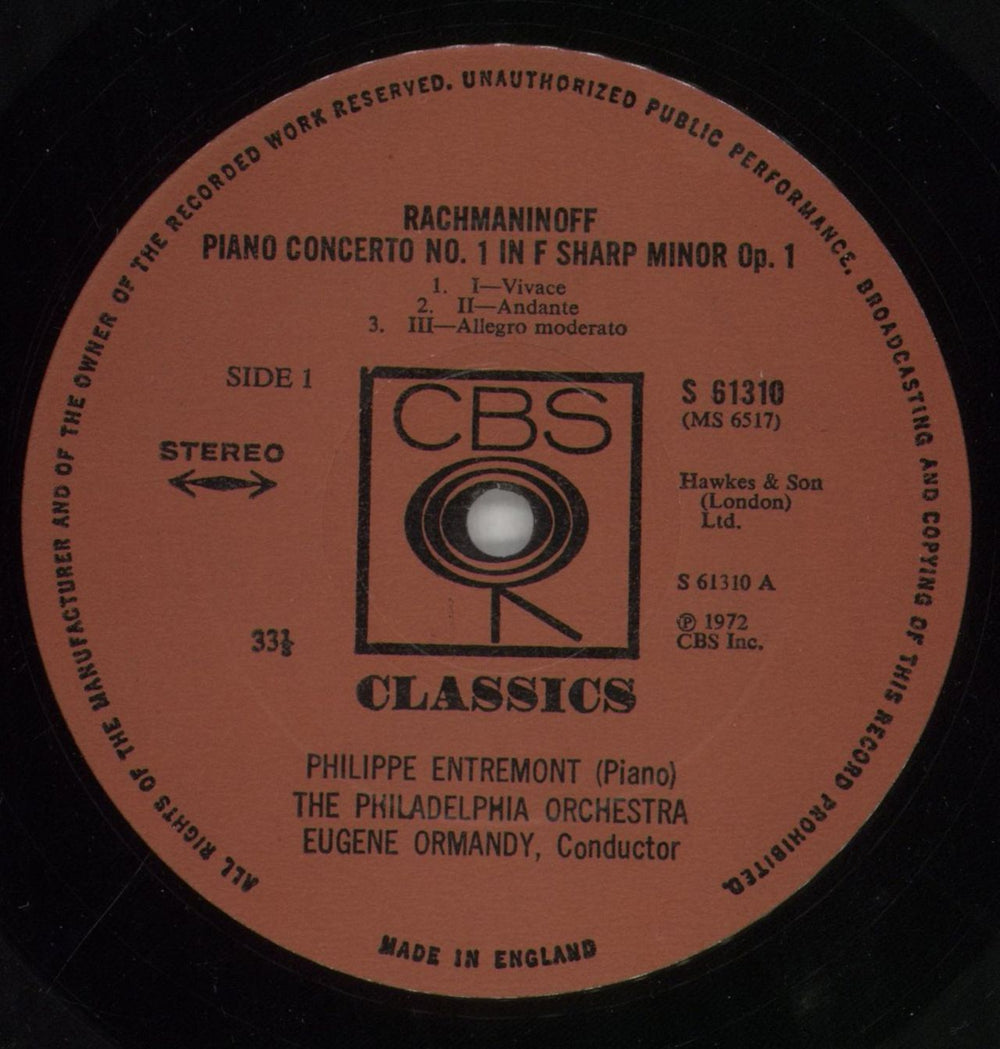 ALL RIGHTS OF THE MANUFACTURER AND OF THE OWNER OF THE RECORDED WORK RESERVED. UNAUTHORIZED PUBLIC PERFORMANCE, BROADCASTING AND COPYING OF THIS RECORD PROHIBITED.
RACHMANINOFF
PIANO CONCERTO NO. 1 IN F SHARP MINOR Op. 1
1. I—Vivace
2. II—Andante
3. III—Allegro moderato
SIDE 1
STEREO
33⅓
CBS
CLASSICS
S 61310
(MS 6517)
Hawkes & Son
(London)
Ltd.
S 61310 A
℗ 1972
CBS Inc.
PHILIPPE ENTREMONT (Piano)
THE PHILADELPHIA ORCHESTRA
EUGENE ORMANDY, Conductor
MADE IN ENGLAND